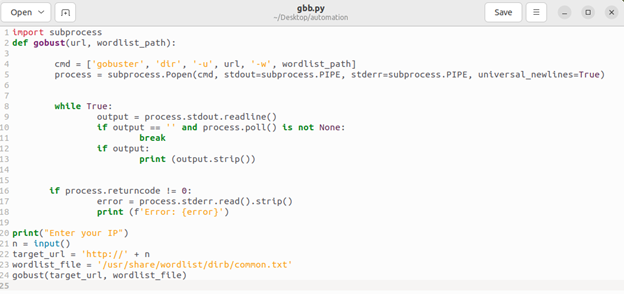 Open
gbb.py
~/Desktop/automation
Save
1 import subprocess
2 def gobust(url, wordlist_path):
3
4 cmd = ['gobuster', 'dir', '-u', url, '-w', wordlist_path]
5 process = subprocess.Popen(cmd, stdout=subprocess.PIPE, stderr=subprocess.PIPE, universal_newlines=True)
6
7
8 while True:
9 output = process.stdout.readline()
10 if output == '' and process.poll() is not None:
11 break
12 if output:
13 print (output.strip())
14
15
16 if process.returncode != 0:
17 error = process.stderr.read().strip()
18 print (f'Error: {error}')
19
20 print("Enter your IP")
21 n = input()
22 target_url = 'http://' + n
23 wordlist_file = '/usr/share/wordlist/dirb/common.txt'
24 gobust(target_url, wordlist_file)
25